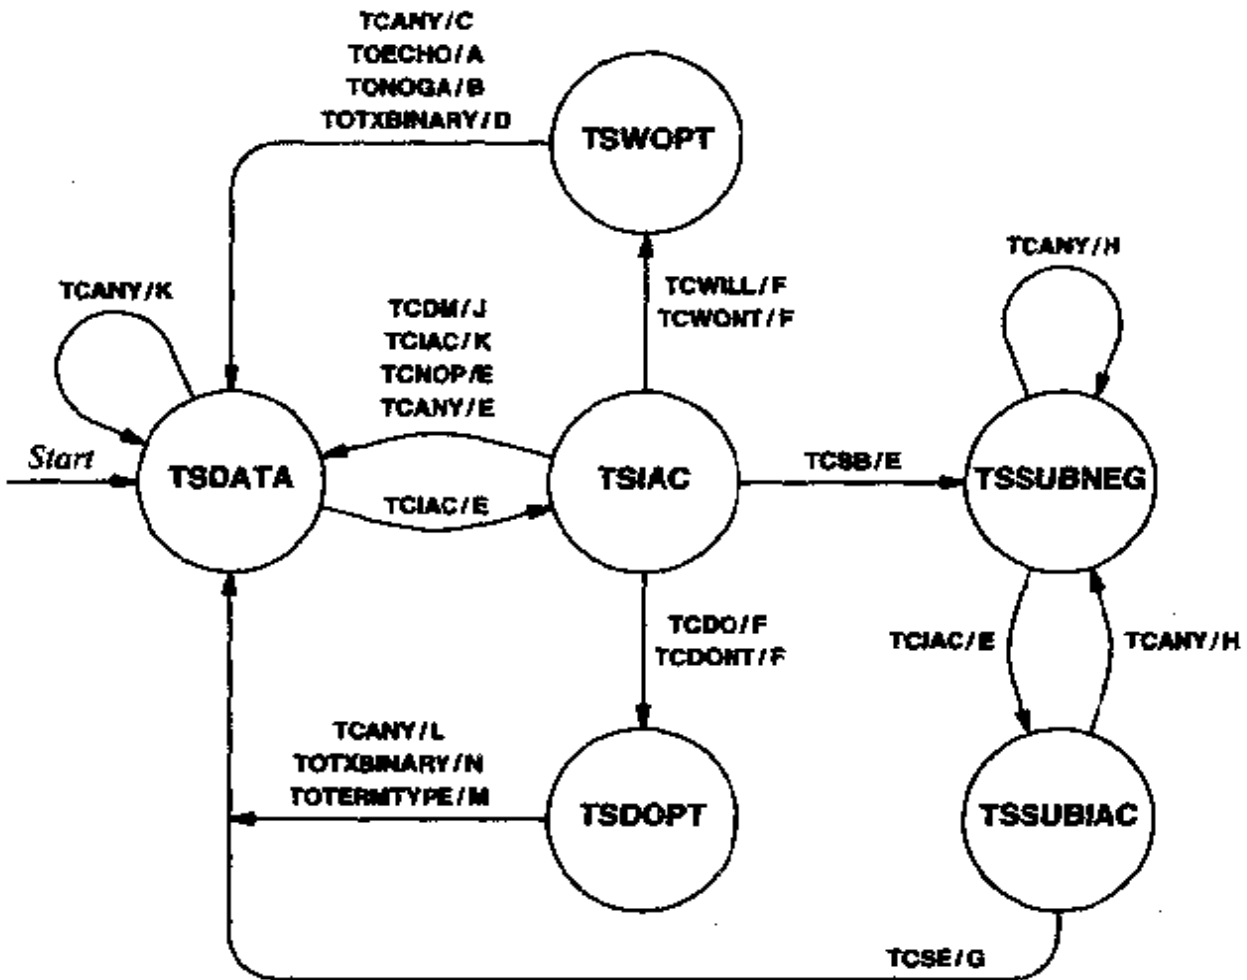 TCANY/C
TOECHO/A
TONOGA/B
TOTXBINARY/D
TSWOPT
TCANY/H
TCANY/K
TCWILL/F
TCWONT/F
TCDM/J
TCIAC/K
TCNOP/E
TCANY/E
Start
TSDATA
TSIAC
TCSB/E
TSSUBNEG
TCIAC/E
TCDO/F
TCDONT/F
TCIAC/E
TCANY/H
TCANY/L
TOTXBINARY/N
TOTERMTYPE/M
TSDOPT
TSSUBIAC
TCSE/G